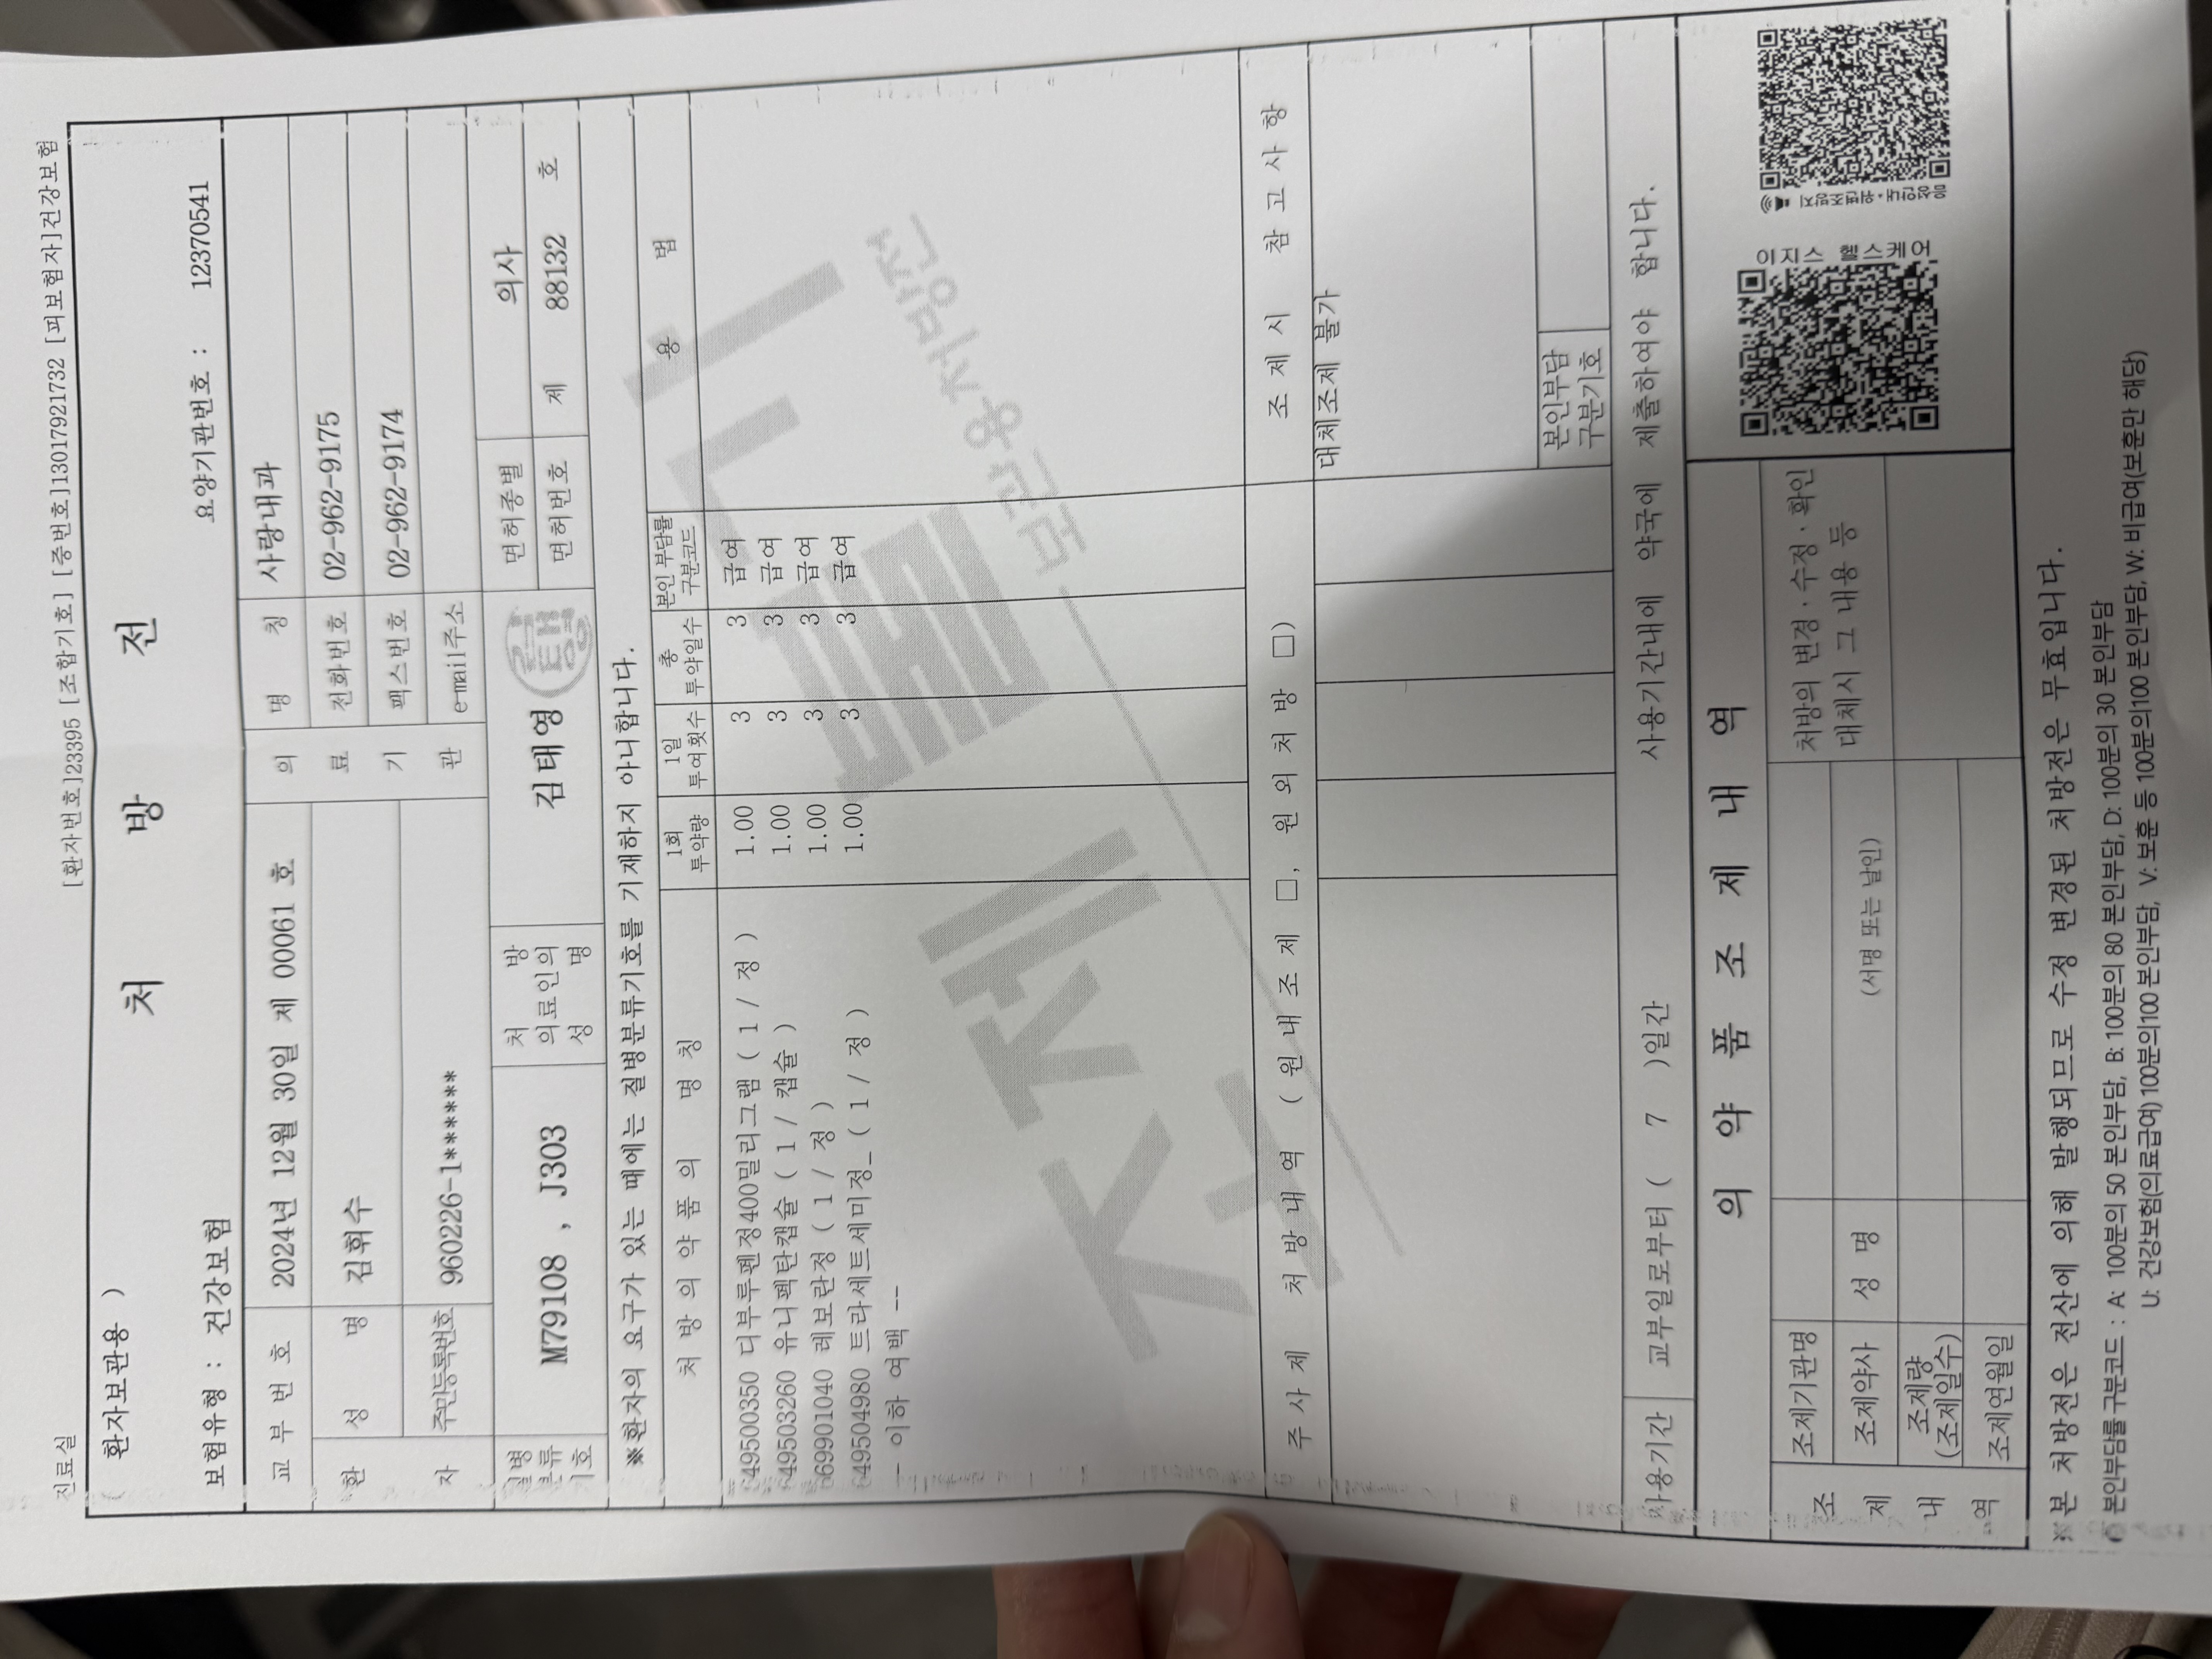 진료실 [환자번호]23395 [조합기호] [증번호]13017921732 [피보험자]건강보험
( 환자보관용 )
처 방 전
보험유형 : 건강보험 요양기관번호 : 12370541
교 부 번 호 2024년 12월 30일 제 00061 호
환 자
성 명 김휘수
주민등록번호 960226-1******
의 료 기 관
명 칭 사랑내과
전화번호 02-962-9175
팩스번호 02-962-9174
e-mail주소
질병 분류 기호 M79108 , J303
처 방 의료인의 성 명 김태영
김태영
면허종별 의사
면허번호 제 88132 호
※환자의 요구가 있는 때에는 질병분류기호를 기재하지 아니합니다.
처 방 의 약 품 의 명 칭 1회 투약량 1일 투여횟수 총 투약일수 본인 부담률 구분코드 용 법
649500350 디부루펜정400밀리그램 ( 1 / 정 ) 1.00 3 3 급여
649503260 유니펙탄캡슐 ( 1 / 캡슐 ) 1.00 3 3 급여
669901040 레보란정 ( 1 / 정 ) 1.00 3 3 급여
649504980 트라세트세미정_ ( 1 / 정 ) 1.00 3 3 급여
-- 이하 여백 --
조제 불가
보관용처방전
주 사 제 처 방 내 역 ( 원 내 조 제 □, 원 외 처 방 □)
조 제 시 참 고 사 항
대체조제 불가
본인부담 구분기호
사용기간 교부일로부터 ( 7 )일간 사용기간내에 약국에 제출하여야 합니다.
의 약 품 조 제 내 역
조 제 내 역
조제기관명
조제약사 성 명 (서명 또는 날인)
조제량 (조제일수)
조제연월일
처방의 변경·수정·확인
대체시 그 내용 등
이지스 헬스케어
음성안내·위변조방지
※본 처방전은 전산에 의해 발행되므로 수정 변경된 처방전은 무효입니다.
● 본인부담률 구분코드 : A: 100분의 50 본인부담, B: 100분의 80 본인부담, D: 100분의 30 본인부담
U: 건강보험(의료급여) 100분의100 본인부담, V: 보훈 등 100분의100 본인부담, W: 비급여(보훈만 해당)